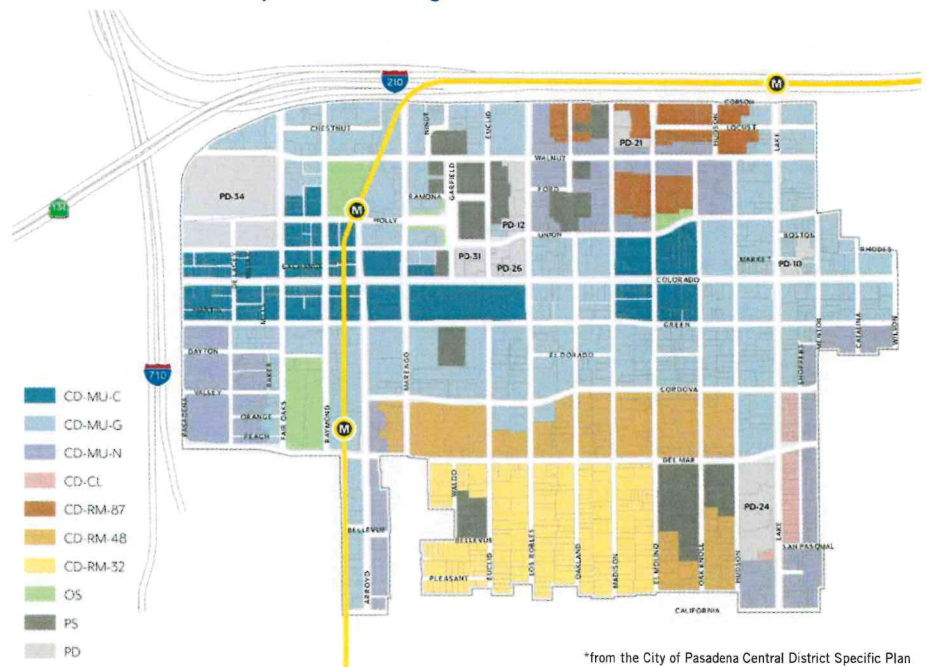 210
M
CORSON
CHESTNUT
NINDE
EUCLID
HUDSON
LOCUST
LAKE
PD-21
WALNUT
GARFIELD
RAMONA
FORD
PD-34
134
M
HOLLY
PD-12
UNION
BOSTON
RHODES
PD-31
PD-26
MARKET
PD-10
COLORADO
GREEN
MENTOR
CATALINA
WILSON
DAYTON
MARENGO
EL DORADO
SHOPPERS
710
BAKER
VALLEY
CORDOVA
PASADENA
ORANGE
FAIR OAKS
RAYMOND
M
PEACH
DEL MAR
WALDO
PD-24
LAKE
BELLEVUE
BELLEVUE
SAN PASQUAL
PLEASANT
EUCLID
LOS ROBLES
OAKLAND
MADISON
EL MOLINO
OAK KNOLL
HUDSON
ARROYO
CALIFORNIA
CD-MU-C
CD-MU-G
CD-MU-N
CD-CL
CD-RM-87
CD-RM-48
CD-RM-32
OS
PS
PD
*from the City of Pasadena Central District Specific Plan